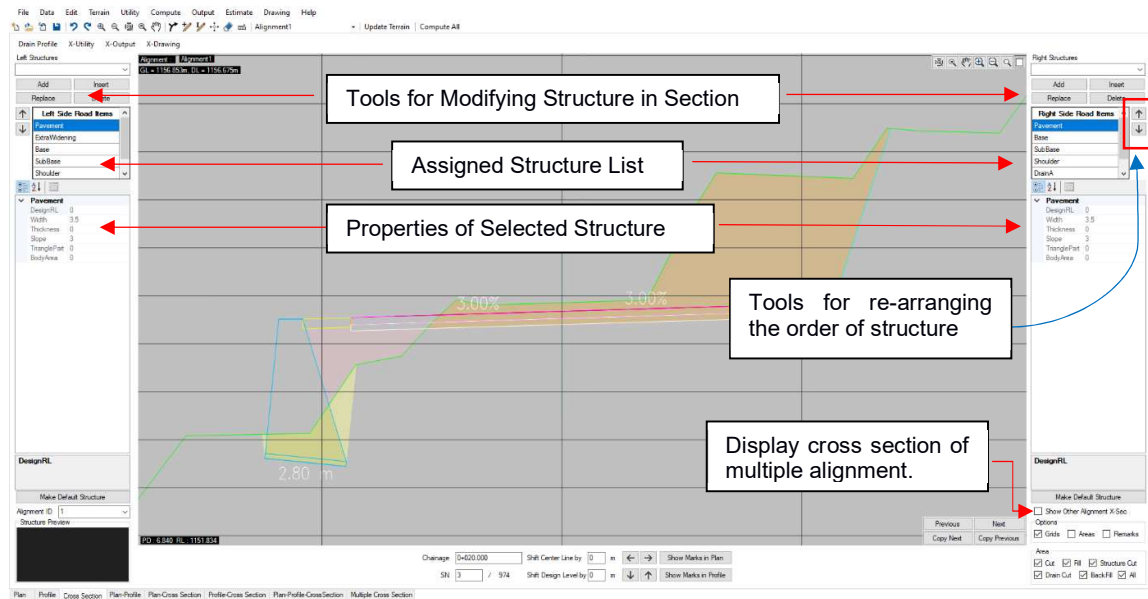 File Data Edit Terrain Utility Compute Output Estimate Drawing Help
Alignment1 Update Terrain Compute All
Drain Profile X-Utility X-Output X-Drawing
Left Structures
Add Insert
Replace Delete
Left Side Road Items
Pavement
ExtraWidening
Base
SubBase
Shoulder
Pavement
DesignRL 0
Width 3.5
Thickness 0
Slope 3
TrianglePart 0
BodyArea 0
DesignRL
Make Default Structure
Alignment ID 1
Structure Preview
Alignment Alignment1
GL = 1156.853m, DL = 1156.675m
Tools for Modifying Structure in Section
Assigned Structure List
Properties of Selected Structure
3.00% 3.00%
Tools for re-arranging
the order of structure
Display cross section of
multiple alignment.
2.80 m
PD : 6.840 RL : 1151.834
Previous Next
Copy Next Copy Previous
Right Structures
Add Insert
Replace Delete
Right Side Road Items
Pavement
Base
SubBase
Shoulder
DrainA
Pavement
DesignRL 0
Width 3.5
Thickness 0
Slope 3
TrianglePart 0
BodyArea 0
DesignRL
Make Default Structure
Show Other Alignment X-Sec
Options
Grids Areas Remarks
Area
Cut Fill Structure Cut
Drain Cut BackFill All
Chainage 0+020.000 Shift Center Line by 0 m Show Marks in Plan
SN 3 / 974 Shift Design Level by 0 m Show Marks in Profile
Plan Profile Cross Section Plan-Profile Plan-Cross Section Profile-Cross Section Plan-Profile-CrossSection Multiple Cross Section